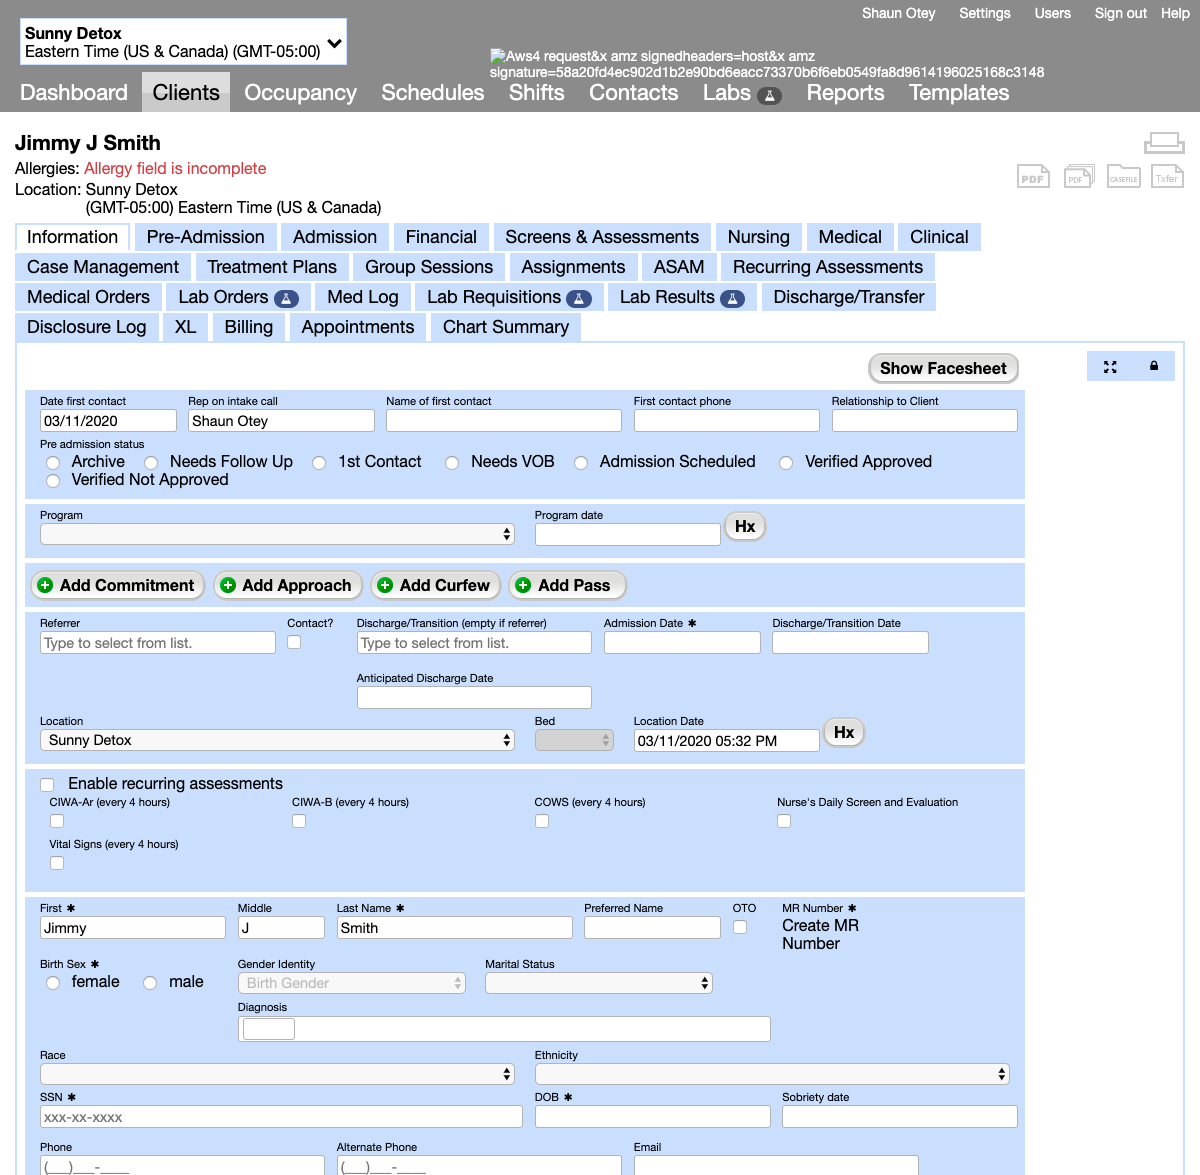 Shaun Otey Settings Users Sign out Help
Sunny Detox
Eastern Time (US & Canada) (GMT-05:00)
Aws4 request&x amz signedheaders=host&x amz
signature=58a20fd4ec902d1b2e90bd6eacc73370b6f6eb0549fa8d9614196025168c3148
Dashboard Clients Occupancy Schedules Shifts Contacts Labs Reports Templates
Jimmy J Smith
Allergies: Allergy field is incomplete
Location: Sunny Detox
(GMT-05:00) Eastern Time (US & Canada)
PDF PDF CASEFILE Txfer
Information Pre-Admission Admission Financial Screens & Assessments Nursing Medical Clinical
Case Management Treatment Plans Group Sessions Assignments ASAM Recurring Assessments
Medical Orders Lab Orders Med Log Lab Requisitions Lab Results Discharge/Transfer
Disclosure Log XL Billing Appointments Chart Summary
Show Facesheet
Date first contact Rep on intake call Name of first contact First contact phone Relationship to Client
03/11/2020 Shaun Otey
Pre admission status
Archive Needs Follow Up 1st Contact Needs VOB Admission Scheduled Verified Approved
Verified Not Approved
Program Program date
Hx
Add Commitment Add Approach Add Curfew Add Pass
Referrer Contact? Discharge/Transition (empty if referrer) Admission Date ✱ Discharge/Transition Date
Type to select from list. Type to select from list.
Anticipated Discharge Date
Location Bed Location Date
Sunny Detox 03/11/2020 05:32 PM Hx
Enable recurring assessments
CIWA-Ar (every 4 hours) CIWA-B (every 4 hours) COWS (every 4 hours) Nurse's Daily Screen and Evaluation
Vital Signs (every 4 hours)
First ✱ Middle Last Name ✱ Preferred Name OTO MR Number ✱
Jimmy J Smith Create MR
Number
Birth Sex ✱ Gender Identity Marital Status
female male Birth Gender
Diagnosis
Race Ethnicity
SSN ✱ DOB ✱ Sobriety date
xxx-xx-xxxx
Phone Alternate Phone Email
(__)___-____ (__)___-____